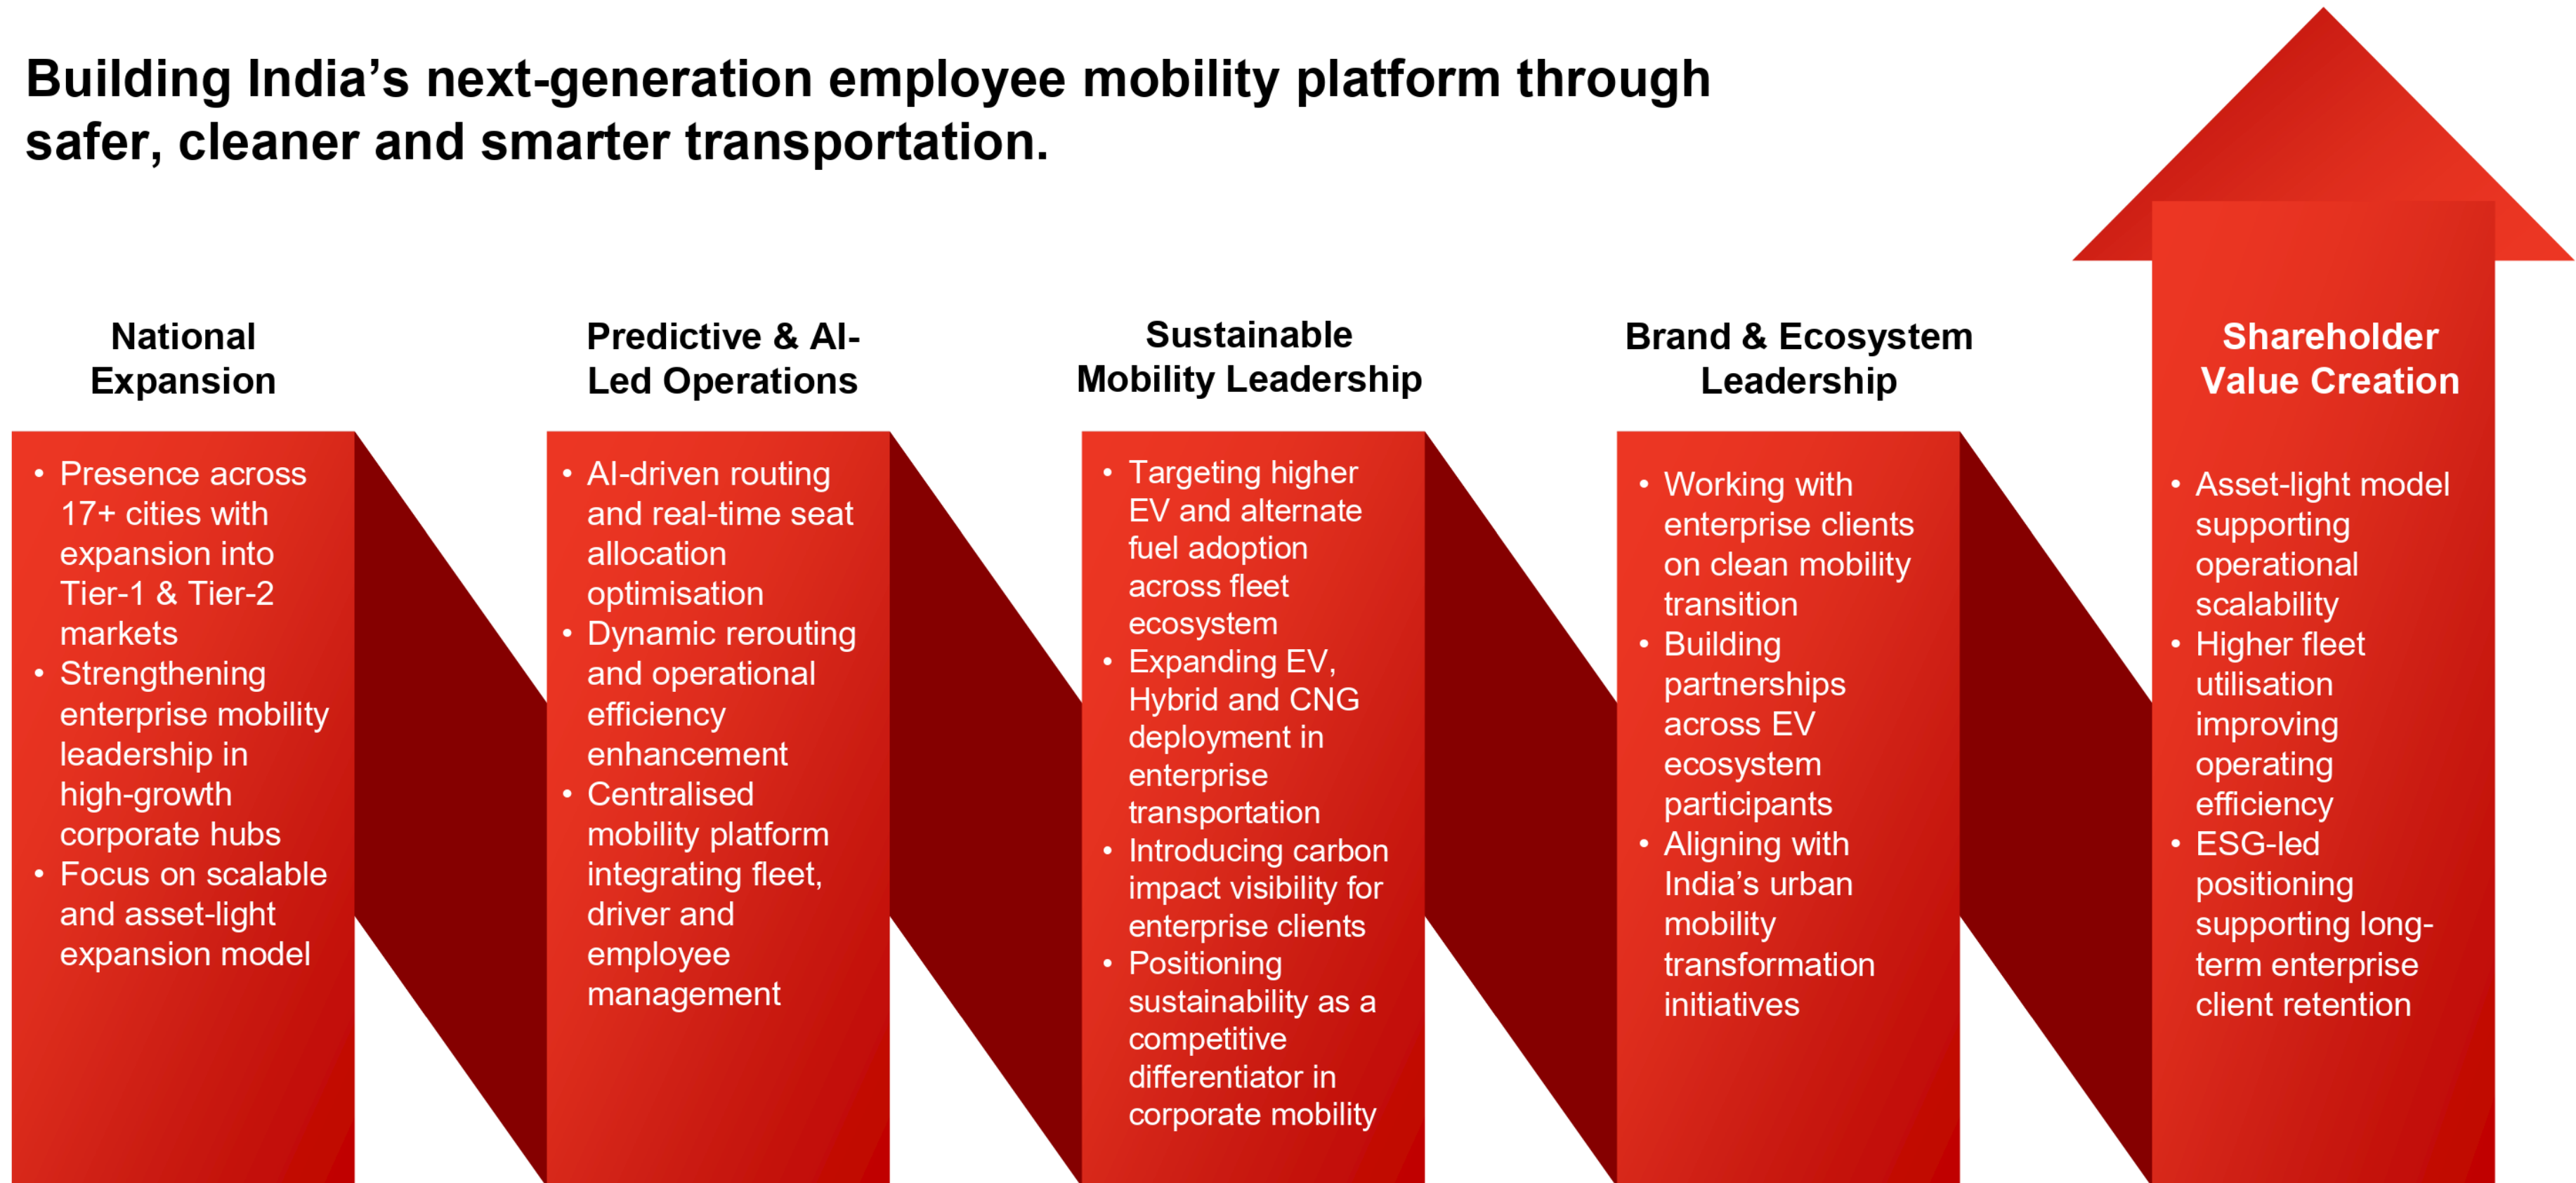 Building India’s next-generation employee mobility platform through
safer, cleaner and smarter transportation.
National
Expansion
• Presence across
17+ cities with
expansion into
Tier-1 & Tier-2
markets
• Strengthening
enterprise mobility
leadership in
high-growth
corporate hubs
• Focus on scalable
and asset-light
expansion model
Predictive & AI-
Led Operations
• AI-driven routing
and real-time seat
allocation
optimisation
• Dynamic rerouting
and operational
efficiency
enhancement
• Centralised
mobility platform
integrating fleet,
driver and
employee
management
Sustainable
Mobility Leadership
• Targeting higher
EV and alternate
fuel adoption
across fleet
ecosystem
• Expanding EV,
Hybrid and CNG
deployment in
enterprise
transportation
• Introducing carbon
impact visibility for
enterprise clients
• Positioning
sustainability as a
competitive
differentiator in
corporate mobility
Brand & Ecosystem
Leadership
• Working with
enterprise clients
on clean mobility
transition
• Building
partnerships
across EV
ecosystem
participants
• Aligning with
India’s urban
mobility
transformation
initiatives
Shareholder
Value Creation
• Asset-light model
supporting
operational
scalability
• Higher fleet
utilisation
improving
operating
efficiency
• ESG-led
positioning
supporting long-
term enterprise
client retention